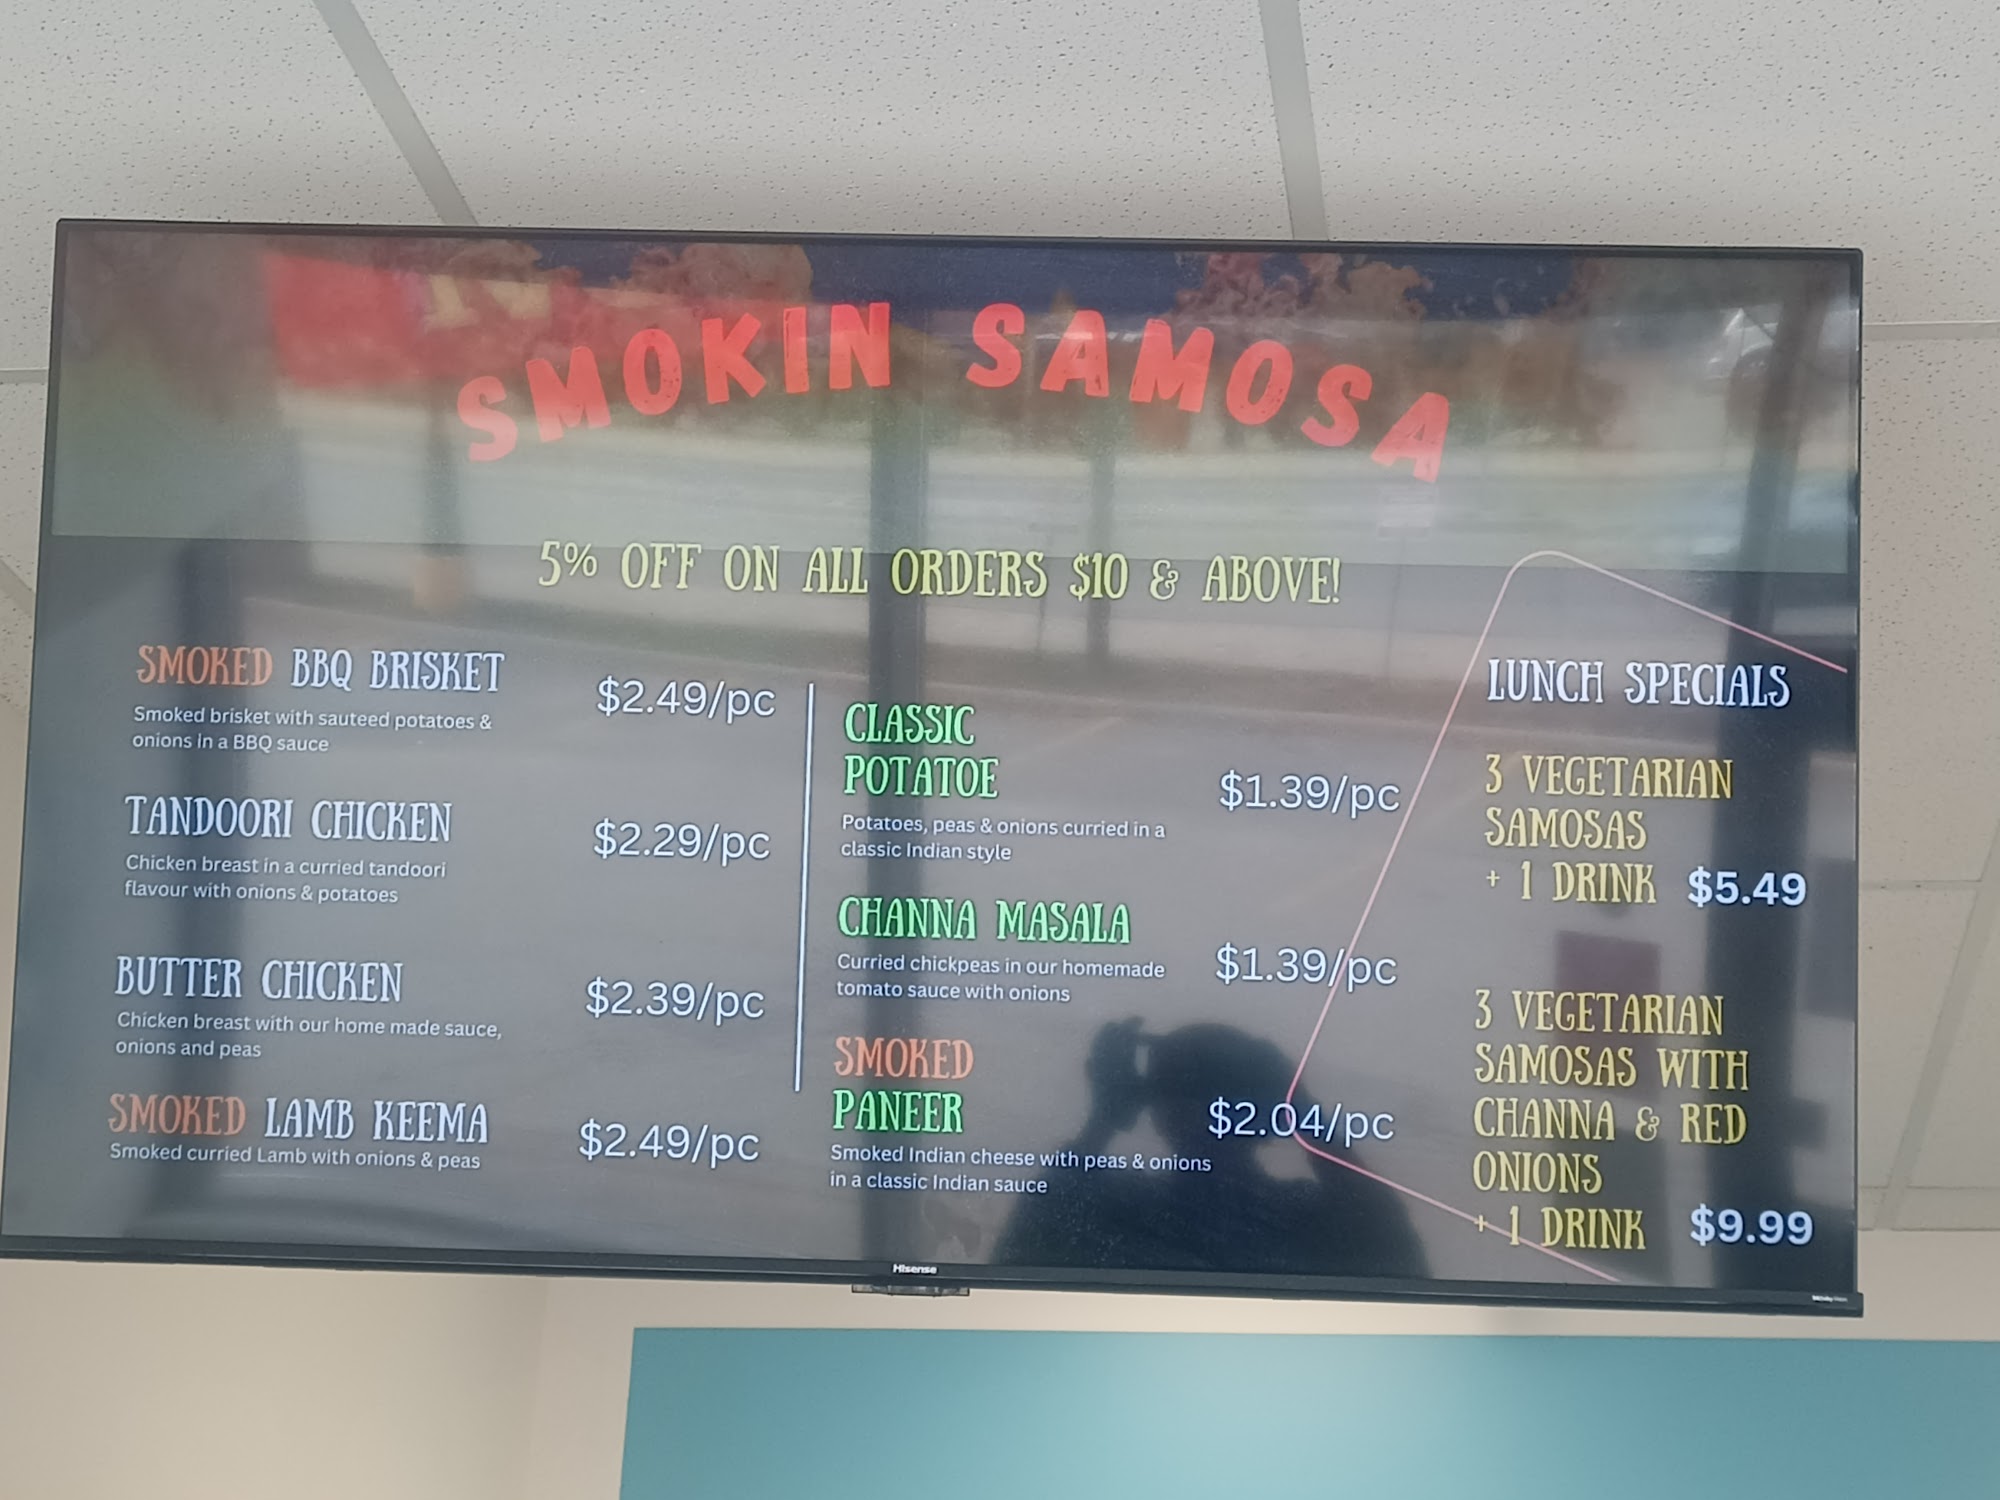 SMOKIN SAMOSA
5% OFF ON ALL ORDERS $10 & ABOVE!
SMOKED BBQ BRISKET
$2.49/pc
Smoked brisket with sauteed potatoes &
onions in a BBQ sauce
TANDOORI CHICKEN
$2.29/pc
Chicken breast in a curried tandoori
flavour with onions & potatoes
BUTTER CHICKEN
$2.39/pc
Chicken breast with our home made sauce,
onions and peas
SMOKED LAMB KEEMA
$2.49/pc
Smoked curried Lamb with onions & peas
CLASSIC
POTATOE
$1.39/pc
Potatoes, peas & onions curried in a
classic Indian style
CHANNA MASALA
$1.39/pc
Curried chickpeas in our homemade
tomato sauce with onions
SMOKED
PANEER
$2.04/pc
Smoked Indian cheese with peas & onions
in a classic Indian sauce
LUNCH SPECIALS
3 VEGETARIAN
SAMOSAS
+ 1 DRINK $5.49
3 VEGETARIAN
SAMOSAS WITH
CHANNA & RED
ONIONS
+ 1 DRINK $9.99
Hisense